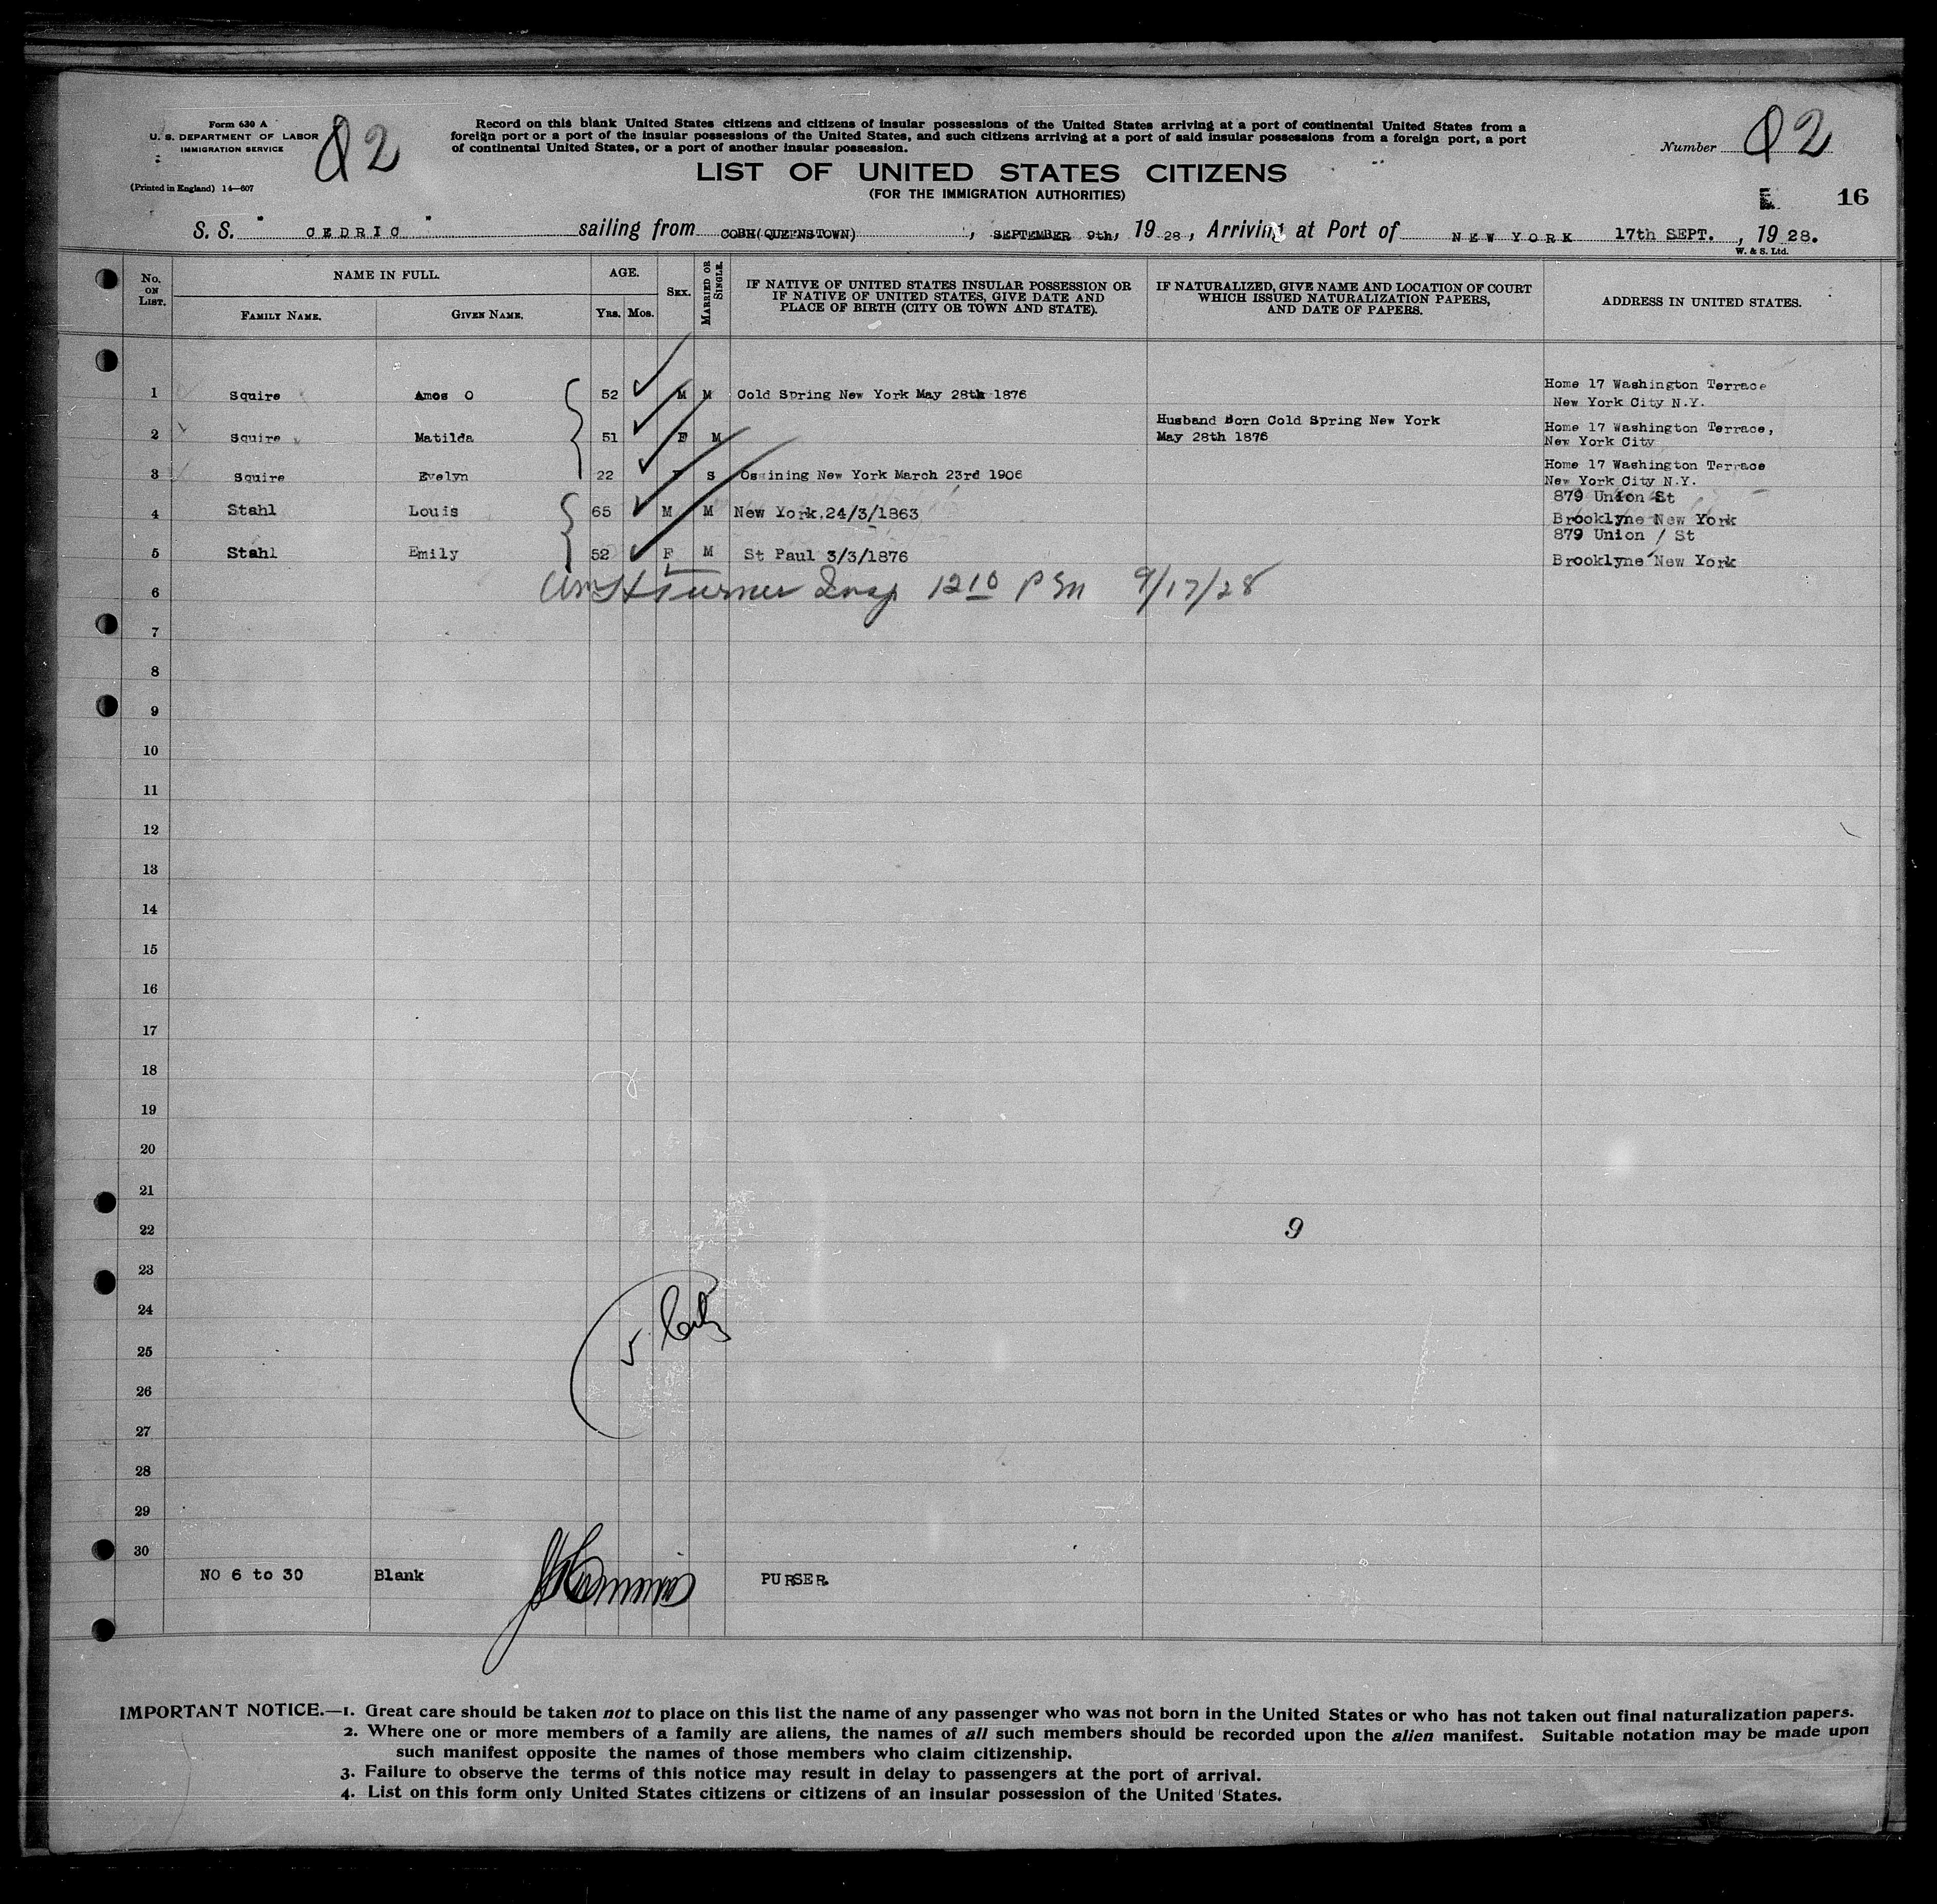 Form 630 A
U. S. DEPARTMENT OF LABOR
IMMIGRATION SERVICE
(Printed in England) 14—607
Q2
Record on this blank United States citizens and citizens of insular possessions of the United States arriving at a port of continental United States from a
foreign port or a port of the insular possessions of the United States, and such citizens arriving at a port of said insular possessions from a foreign port, a port
of continental United States, or a port of another insular possession.
LIST OF UNITED STATES CITIZENS
(FOR THE IMMIGRATION AUTHORITIES)
Number Q2
E. 16
S. S. " CEDRIC " sailing from COBH(QUEENSTOWN) , SEPTEMBER 9th, 19 28 , Arriving at Port of NEW YORK 17th SEPT. , 19 28.
W. & S. Ltd.
No. ON LIST. NAME IN FULL. FAMILY NAME. GIVEN NAME. AGE. YRS. MOS. SEX. MARRIED OR SINGLE. IF NATIVE OF UNITED STATES INSULAR POSSESSION OR IF NATIVE OF UNITED STATES, GIVE DATE AND PLACE OF BIRTH (CITY OR TOWN AND STATE). IF NATURALIZED, GIVE NAME AND LOCATION OF COURT WHICH ISSUED NATURALIZATION PAPERS, AND DATE OF PAPERS. ADDRESS IN UNITED STATES.
1 Squire Amos O 52 M M Cold Spring New York May 28th 1876 Home 17 Washington Terrace New York City N.Y.
2 Squire Matilda 51 F M Husband Born Cold Spring New York May 28th 1876 Home 17 Washington Terrace, New York City
3 Squire Evelyn 22 F S Ossining New York March 23rd 1906 Home 17 Washington Terrace New York City N.Y.
4 Stahl Louis 65 M M New York.24/3/1863 879 Union St Brooklyne New York
5 Stahl Emily 52 F M St Paul 3/3/1876 879 Union / St Brooklyne New York
6 Wm H Turner Insp 12 10 P M 9/17/28
7
8
9
10
11
12
13
14
15
16
17
18
19
20
21
22 9
23
24
5
25
26
27
28
29
30
NO 6 to 30 Blank PURSER.
IMPORTANT NOTICE.—1. Great care should be taken not to place on this list the name of any passenger who was not born in the United States or who has not taken out final naturalization papers.
2. Where one or more members of a family are aliens, the names of all such members should be recorded upon the alien manifest. Suitable notation may be made upon
such manifest opposite the names of those members who claim citizenship.
3. Failure to observe the terms of this notice may result in delay to passengers at the port of arrival.
4. List on this form only United States citizens or citizens of an insular possession of the United States.